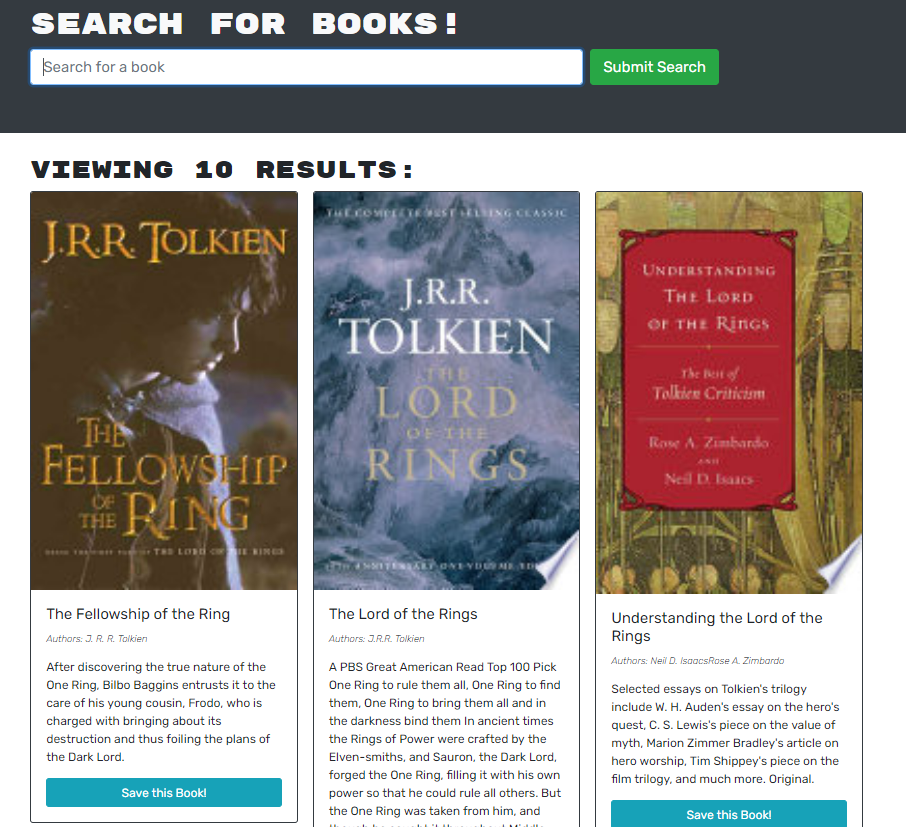 SEARCH FOR BOOKS!
Search for a book
Submit Search
VIEWING 10 RESULTS:
J.R.R. TOLKIEN
THE
FELLOWSHIP
OF
THE RING
THE LORD OF THE RINGS
The Fellowship of the Ring
Authors: J. R. R. Tolkien
After discovering the true nature of the
One Ring, Bilbo Baggins entrusts it to the
care of his young cousin, Frodo, who is
charged with bringing about its
destruction and thus foiling the plans of
the Dark Lord.
Save this Book!
THE COMPLETE BEST SELLING CLASSIC
J.R.R.
TOLKIEN
THE
LORD
OF THE
RINGS
ANNIVERSARY ONE-VOLUME
The Lord of the Rings
Authors: J.R.R. Tolkien
A PBS Great American Read Top 100 Pick
One Ring to rule them all, One Ring to find
them, One Ring to bring them all and in
the darkness bind them In ancient times
the Rings of Power were crafted by the
Elven-smiths, and Sauron, the Dark Lord,
forged the One Ring, filling it with his own
power so that he could rule all others. But
the One Ring was taken from him, and
UNDERSTANDING
THE LORD
OF THE RINGS
The Best of
Tolkien Criticism
Rose A. Zimbardo
AND
Neil D. Isaacs
Understanding the Lord of the
Rings
Authors: Neil D. IsaacsRose A. Zimbardo
Selected essays on Tolkien's trilogy
include W. H. Auden's essay on the hero's
quest, C. S. Lewis's piece on the value of
myth, Marion Zimmer Bradley's article on
hero worship, Tim Shippey's piece on the
film trilogy, and much more. Original.
Save this Book!